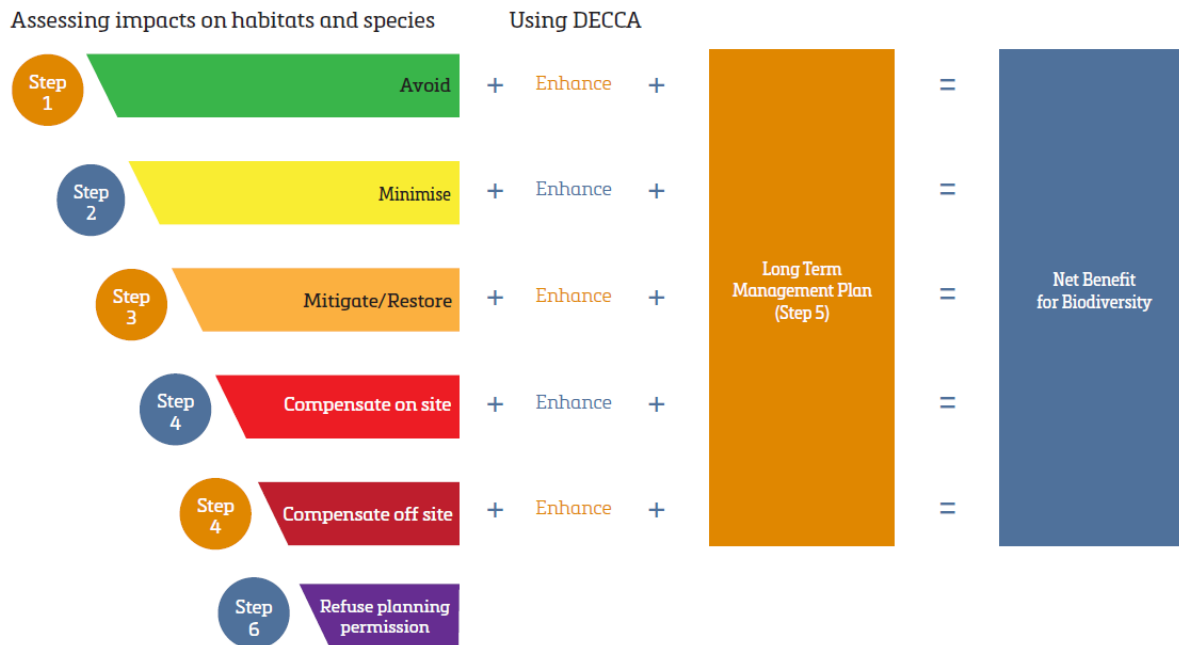 Assessing impacts on habitats and species
Using DECCA
Step
1
Avoid
+
Enhance
+
=
Step
2
Minimise
+
Enhance
+
=
Step
3
Mitigate/Restore
+
Enhance
+
Long Term
Management Plan
(Step 5)
=
Net Benefit
for Biodiversity
Step
4
Compensate on site
+
Enhance
+
=
Step
4
Compensate off site
+
Enhance
+
=
Step
6
Refuse planning
permission